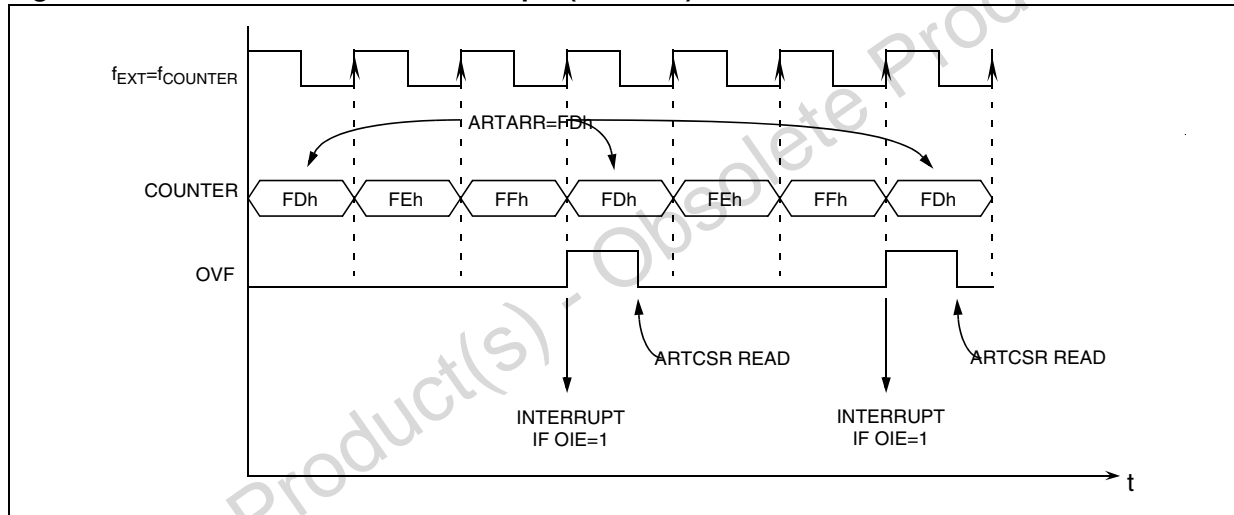 fEXT=fCOUNTER
ARTARR=FDh
COUNTER
FDh FEh FFh FDh FEh FFh FDh
OVF
ARTCSR READ
ARTCSR READ
INTERRUPT
IF OIE=1
INTERRUPT
IF OIE=1
t
Product(s) - Obsolete Prod